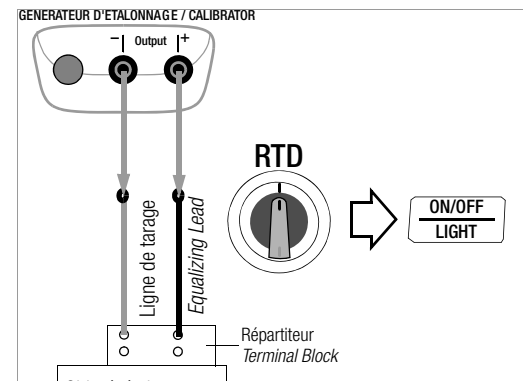 GENERATEUR D'ETALONNAGE / CALIBRATOR
− Output +
RTD
ON/OFF
LIGHT
Ligne de tarage
Equalizing Lead
Répartiteur
Terminal Block